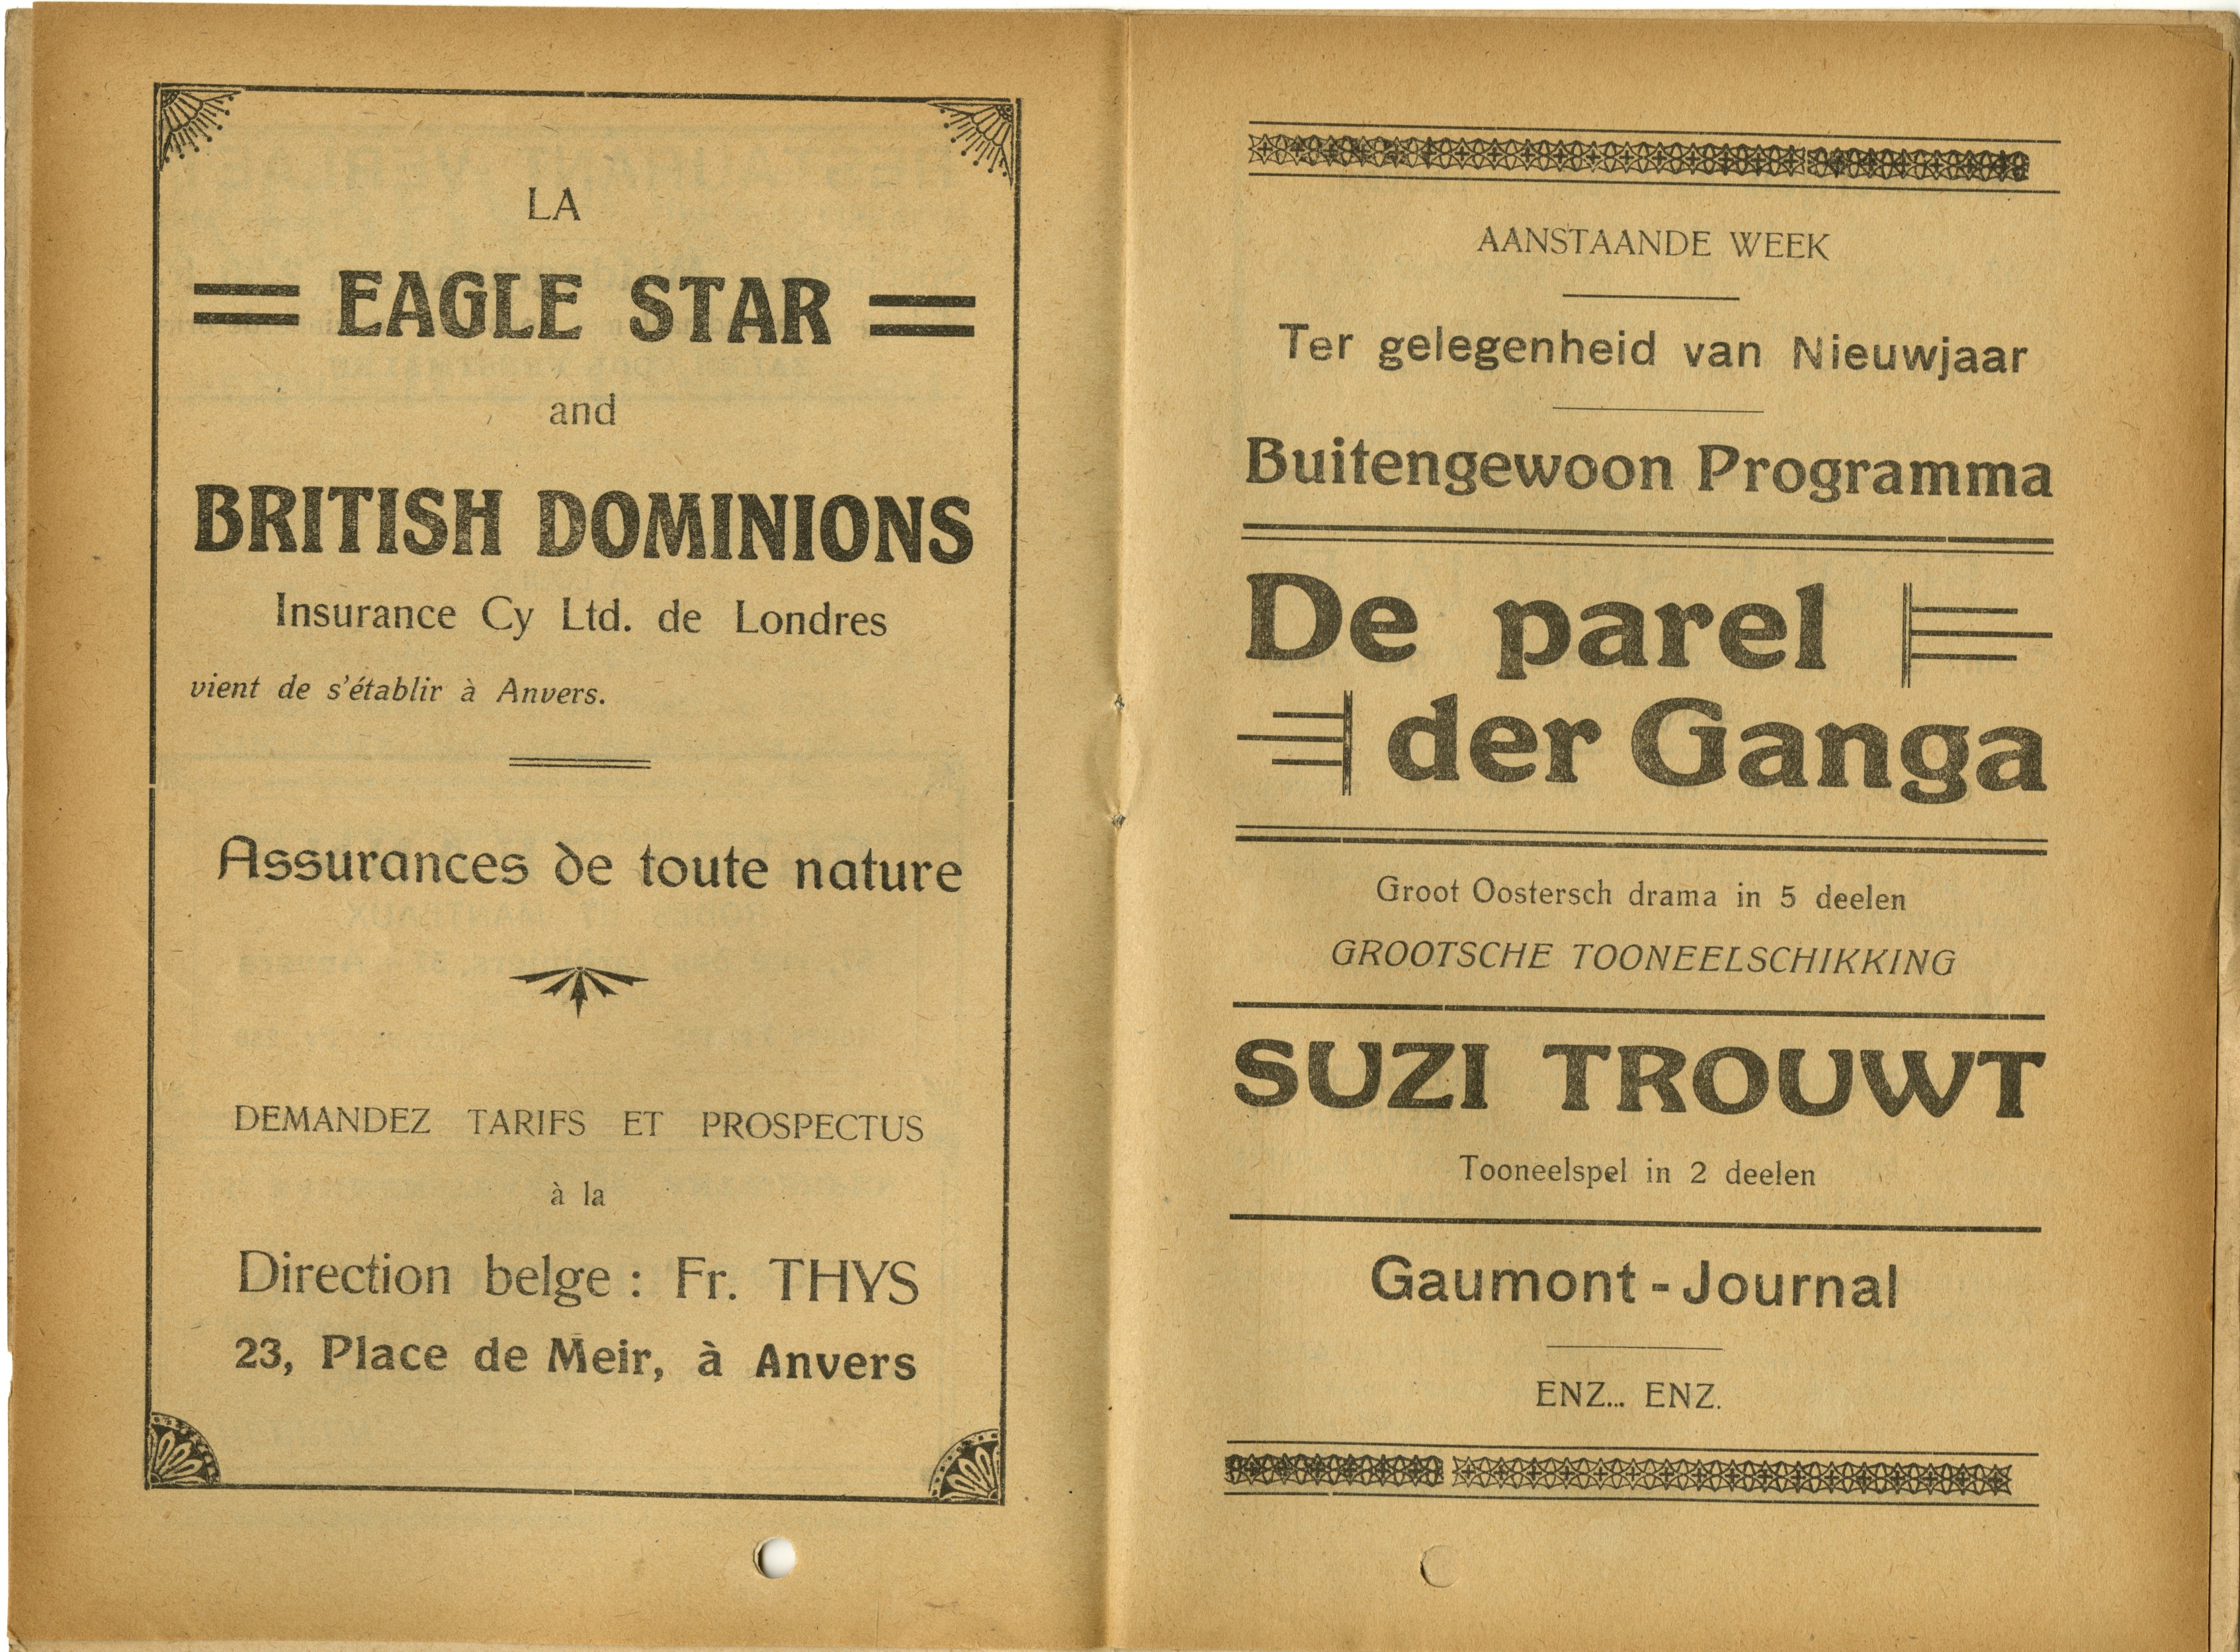 LA
EAGLE STAR
and
BRITISH DOMINIONS
Insurance Cy Ltd. de Londres
vient de s'établir à Anvers.
Assurances de toute nature
DEMANDEZ TARIFS ET PROSPECTUS
à la
Direction belge : Fr. THYS
23, Place de Meir, à Anvers
AANSTAANDE WEEK
Ter gelegenheid van Nieuwjaar
Buitengewoon Programma
De parel
der Ganga
Groot Oostersch drama in 5 deelen
GROOTSCHE TOONEELSCHIKKING
SUZI TROUWT
Tooneelspel in 2 deelen
Gaumont - Journal
ENZ... ENZ.